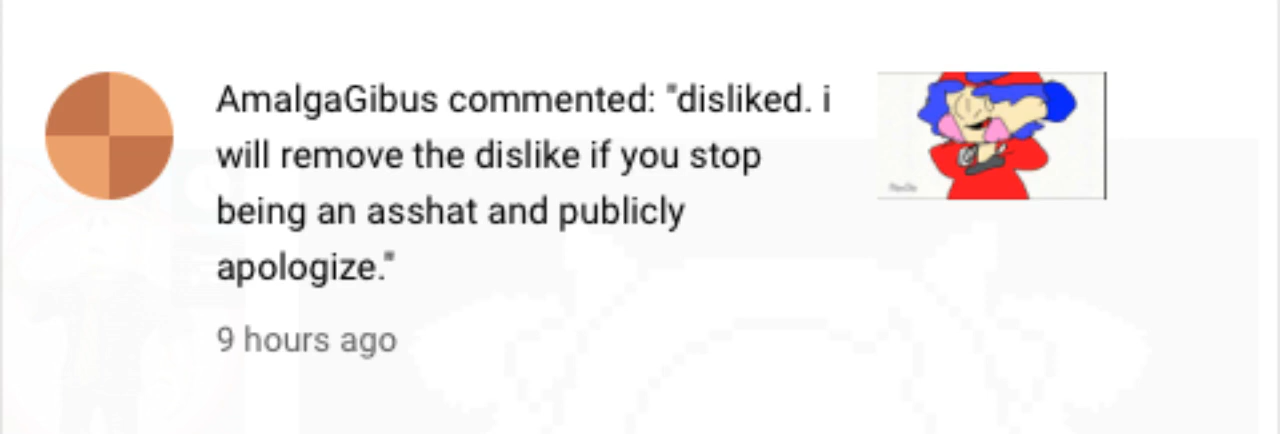 AmalgaGibus commented: "disliked. i
will remove the dislike if you stop
being an asshat and publicly
apologize."
9 hours ago